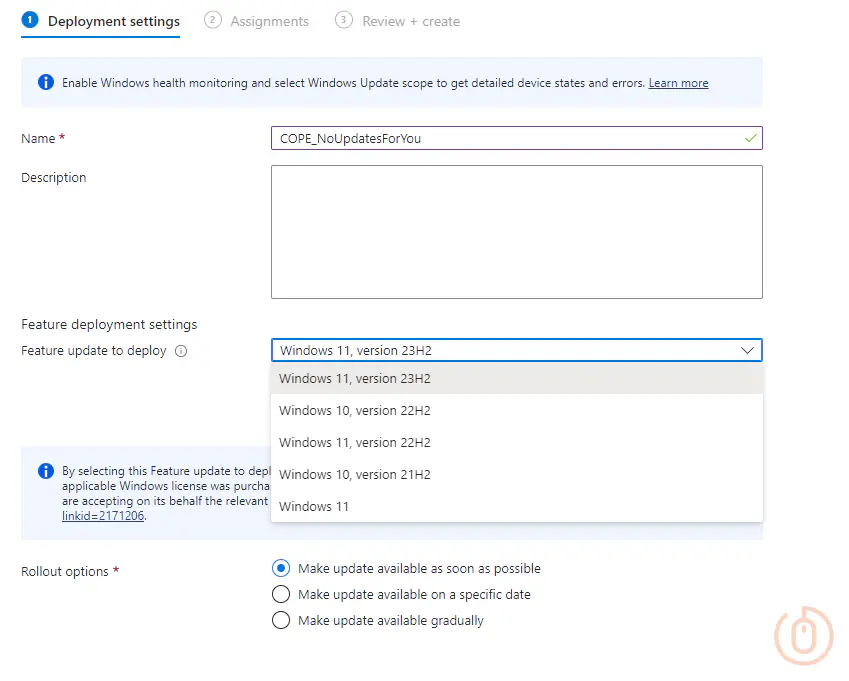 1 Deployment settings 2 Assignments 3 Review + create
Enable Windows health monitoring and select Windows Update scope to get detailed device states and errors. Learn more
Name * COPE_NoUpdatesForYou
Description
Feature deployment settings
Feature update to deploy Windows 11, version 23H2
Windows 11, version 23H2
Windows 10, version 22H2
Windows 11, version 22H2
Windows 10, version 21H2
Windows 11
By selecting this Feature update to
applicable Windows license was
are accepting on its behalf the relevant
linkid=2171206.
Rollout options *
Make update available as soon as possible
Make update available on a specific date
Make update available gradually